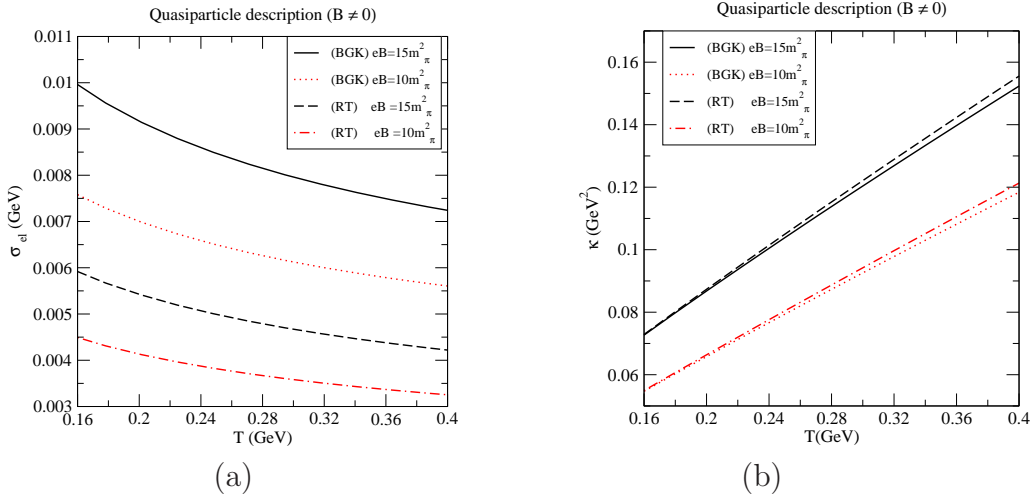 Quasiparticle description (B ≠ 0)
(BGK) eB=15m²π
(BGK) eB=10m²π
(RT) eB=15m²π
(RT) eB =10m²π
0.011
0.01
0.009
0.008
0.007
0.006
0.005
0.004
0.003
σ el (GeV)
0.16 0.2 0.24 0.28 0.32 0.36 0.4
T (GeV)
(a)
Quasiparticle description (B ≠ 0)
(BGK) eB=15m²π
(BGK) eB=10m²π
(RT) eB=15m²π
(RT) eB=10m²π
0.16
0.14
0.12
0.1
0.08
0.06
κ (GeV²)
0.16 0.2 0.24 0.28 0.32 0.36 0.4
T(GeV)
(b)